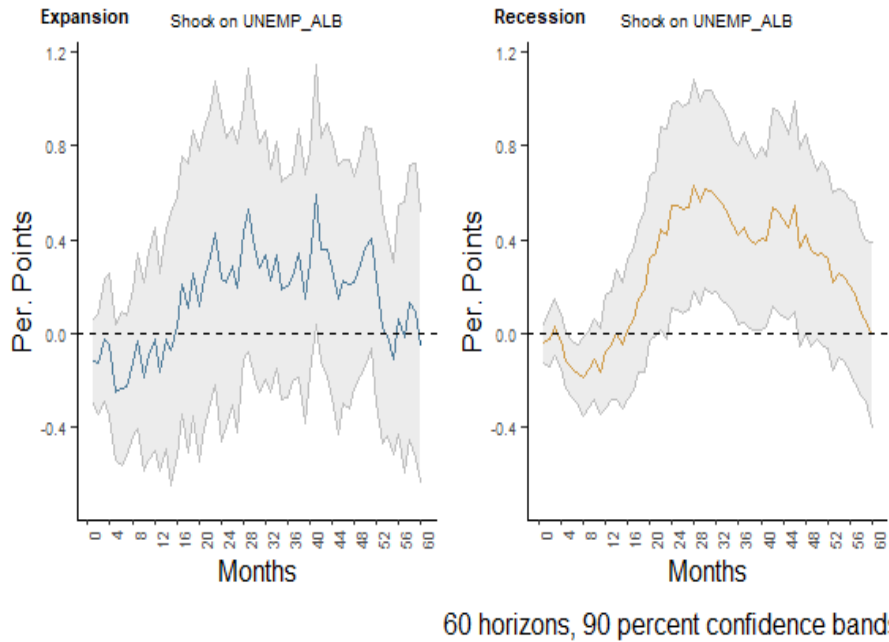 Expansion
Shock on UNEMP_ALB
Per. Points
1.2
0.8
0.4
0.0
-0.4
0 4 8 12 16 20 24 28 32 36 40 44 48 52 56 60
Months
Recession
Shock on UNEMP_ALB
Per. Points
1.2
0.8
0.4
0.0
-0.4
0 4 8 12 16 20 24 28 32 36 40 44 48 52 56 60
Months
60 horizons, 90 percent confidence bands